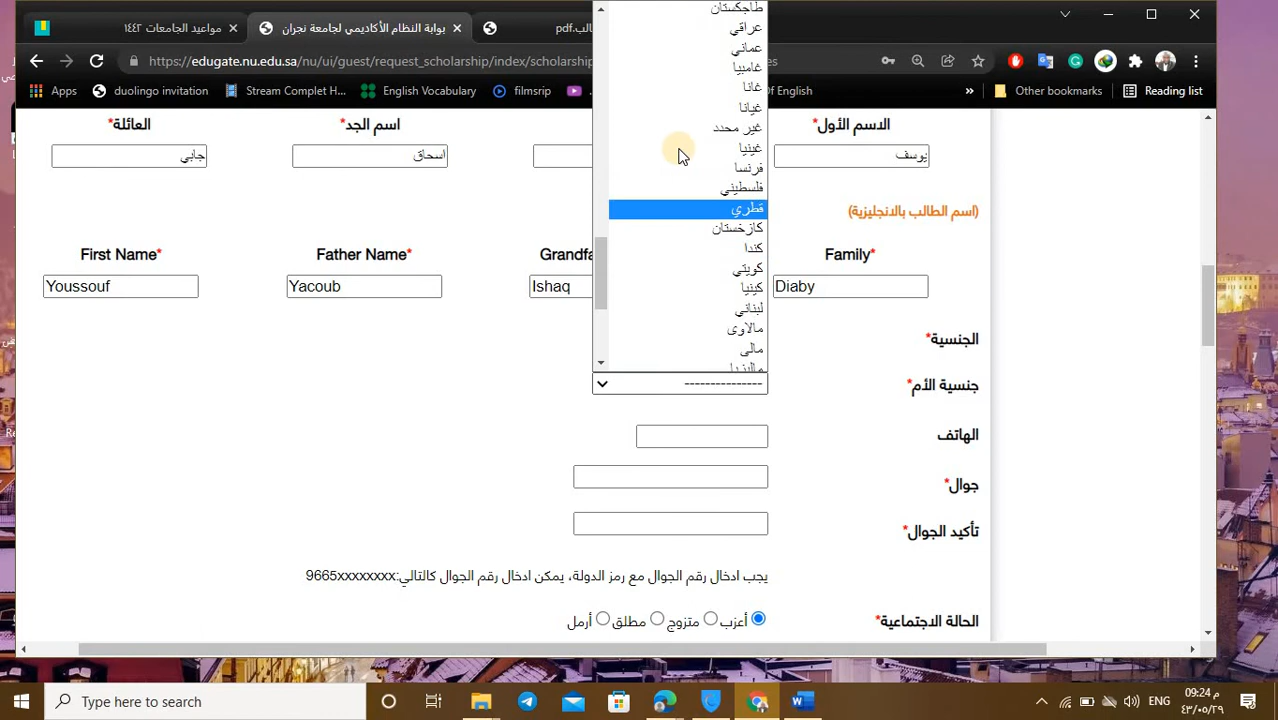 مواعيد الجامعات ١٤٤٢
بوابة النظام الأكاديمي لجامعة نجران
الب.pdf
https://edugate.nu.edu.sa/nu/ui/guest/request_scholarship/index/scholarship
es
Apps
duolingo invitation
Stream Complet H...
English Vocabulary
filmsrip
Of English
»
Other bookmarks
Reading list
طاجكستان
عراقي
عماني
غامبيا
غانا
غيانا
غير محدد
غينيا
فرنسا
فلسطيني
قطري
كازخستان
كندا
كويتي
كينيا
لبناني
مالاوى
مالى
ماليزيا
---------------
الاسم الأول*
اسم الجد*
العائلة*
يوسف
اسحاق
جابي
(اسم الطالب بالانجليزية)
First Name*
Father Name*
Grandfa
Family*
Youssouf
Yacoub
Ishaq
Diaby
الجنسية*
جنسية الأم*
الهاتف
جوال*
تأكيد الجوال*
يجب ادخال رقم الجوال مع رمز الدولة، يمكن ادخال رقم الجوال كالتالي:9665xxxxxxxx
الحالة الاجتماعية*
أعزب
متزوج
مطلق
أرمل
Type here to search
ENG
09:24 م
٤٣/٠٥/٢٩